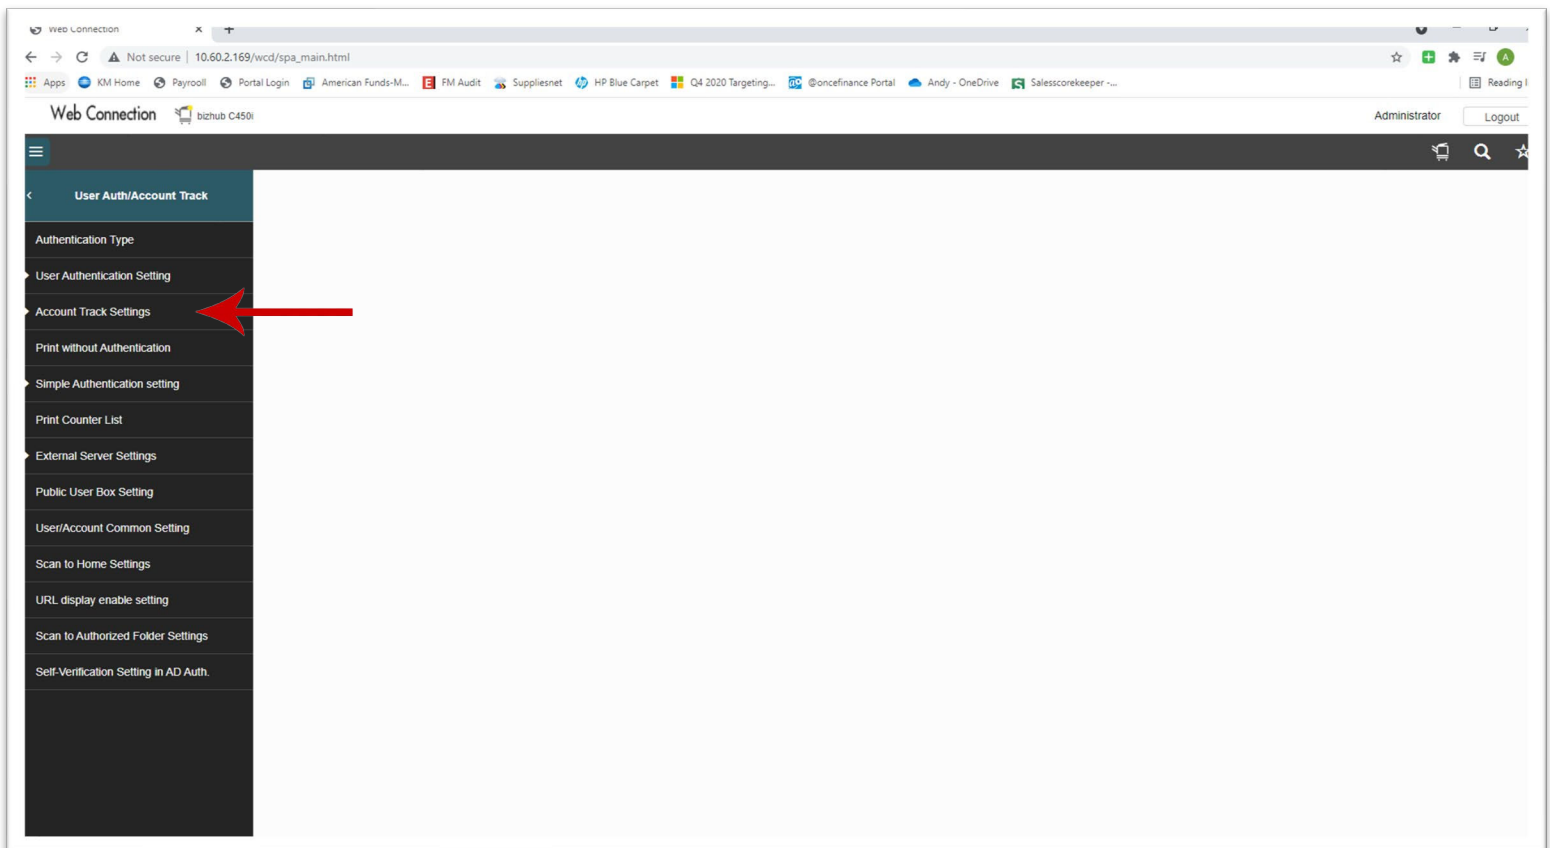 Web Connection
Not secure | 10.60.2.169/wcd/spa_main.html
Apps KM Home Payrooll Portal Login American Funds-M... FM Audit Suppliesnet HP Blue Carpet Q4 2020 Targeting... @oncefinance Portal Andy - OneDrive Salesscorekeeper -... Reading
Web Connection bizhub C450i Administrator Logout
User Auth/Account Track
Authentication Type
User Authentication Setting
Account Track Settings
Print without Authentication
Simple Authentication setting
Print Counter List
External Server Settings
Public User Box Setting
User/Account Common Setting
Scan to Home Settings
URL display enable setting
Scan to Authorized Folder Settings
Self-Verification Setting in AD Auth.